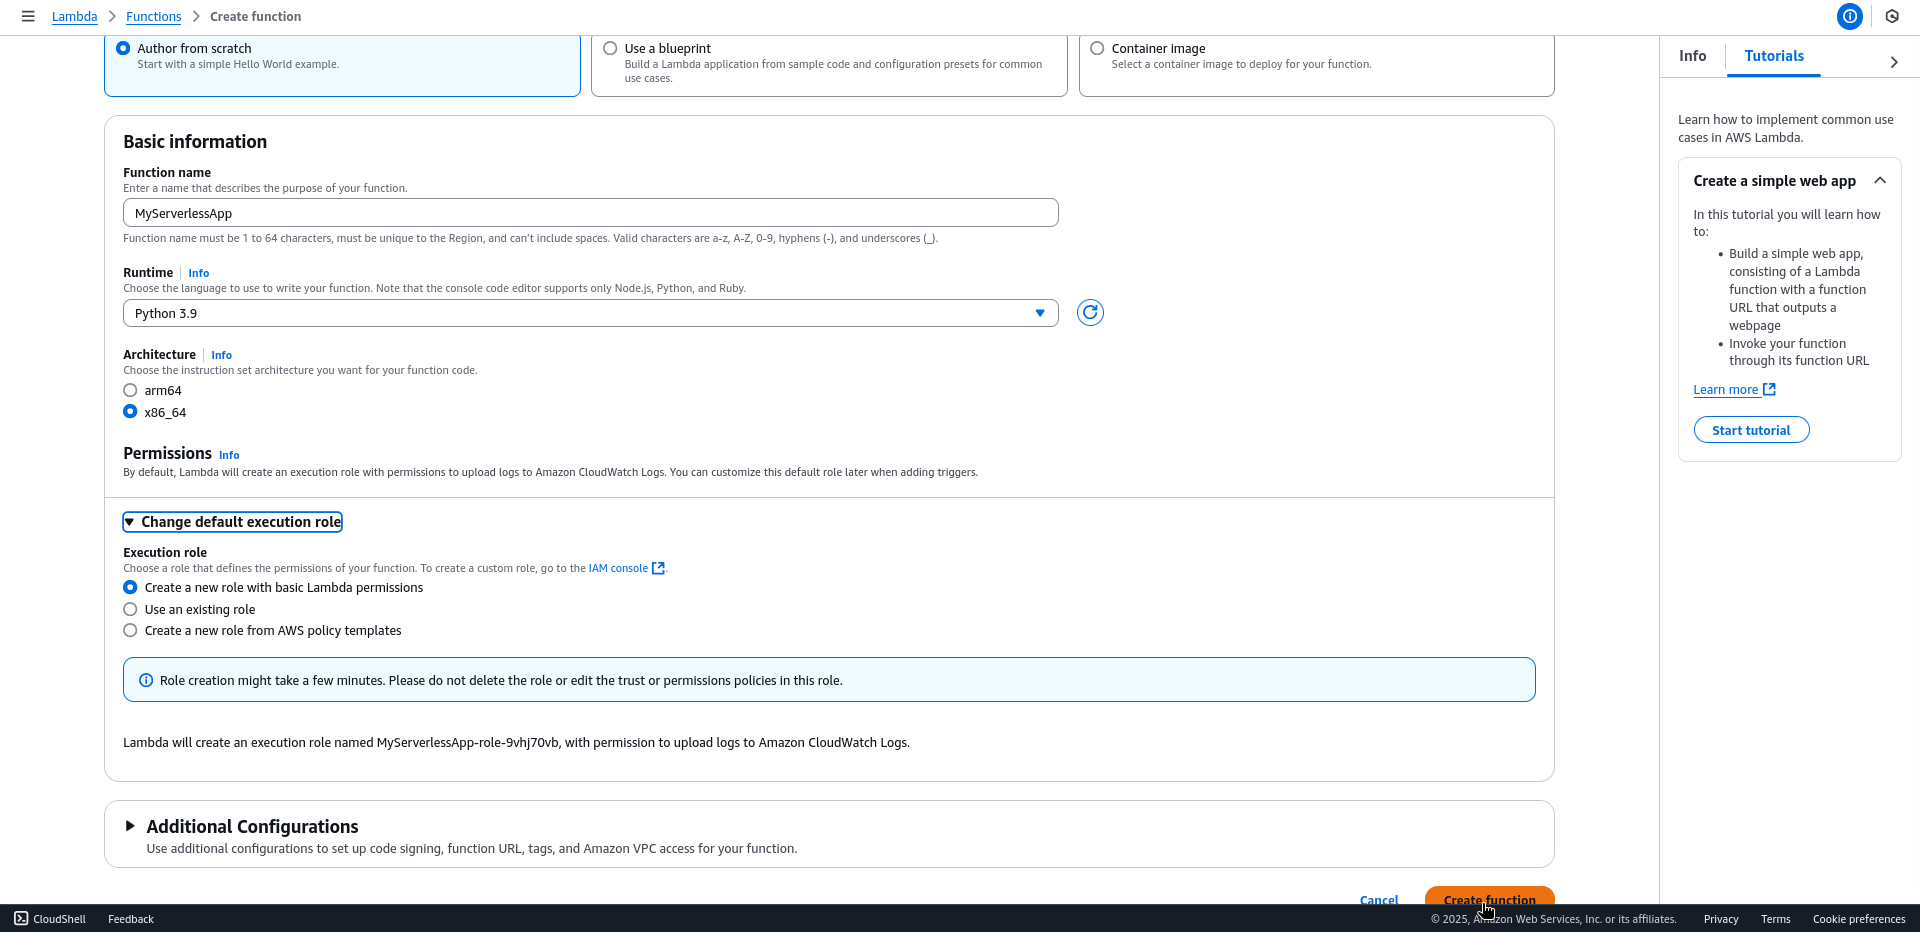 Lambda > Functions > Create function
Author from scratch
Start with a simple Hello World example.
Use a blueprint
Build a Lambda application from sample code and configuration presets for common
use cases.
Container image
Select a container image to deploy for your function.
Basic information
Function name
Enter a name that describes the purpose of your function.
MyServerlessApp
Function name must be 1 to 64 characters, must be unique to the Region, and can't include spaces. Valid characters are a-z, A-Z, 0-9, hyphens (-), and underscores (_).
Runtime | Info
Choose the language to use to write your function. Note that the console code editor supports only Node.js, Python, and Ruby.
Python 3.9
Architecture | Info
Choose the instruction set architecture you want for your function code.
arm64
x86_64
Permissions Info
By default, Lambda will create an execution role with permissions to upload logs to Amazon CloudWatch Logs. You can customize this default role later when adding triggers.
Change default execution role
Execution role
Choose a role that defines the permissions of your function. To create a custom role, go to the IAM console.
Create a new role with basic Lambda permissions
Use an existing role
Create a new role from AWS policy templates
Role creation might take a few minutes. Please do not delete the role or edit the trust or permissions policies in this role.
Lambda will create an execution role named MyServerlessApp-role-9vhj70vb, with permission to upload logs to Amazon CloudWatch Logs.
Additional Configurations
Use additional configurations to set up code signing, function URL, tags, and Amazon VPC access for your function.
Cancel
Create function
Info
Tutorials
Learn how to implement common use
cases in AWS Lambda.
Create a simple web app
In this tutorial you will learn how
to:
• Build a simple web app,
consisting of a Lambda
function with a function
URL that outputs a
webpage
• Invoke your function
through its function URL
Learn more
Start tutorial
CloudShell
Feedback
© 2025, Amazon Web Services, Inc. or its affiliates.
Privacy
Terms
Cookie preferences